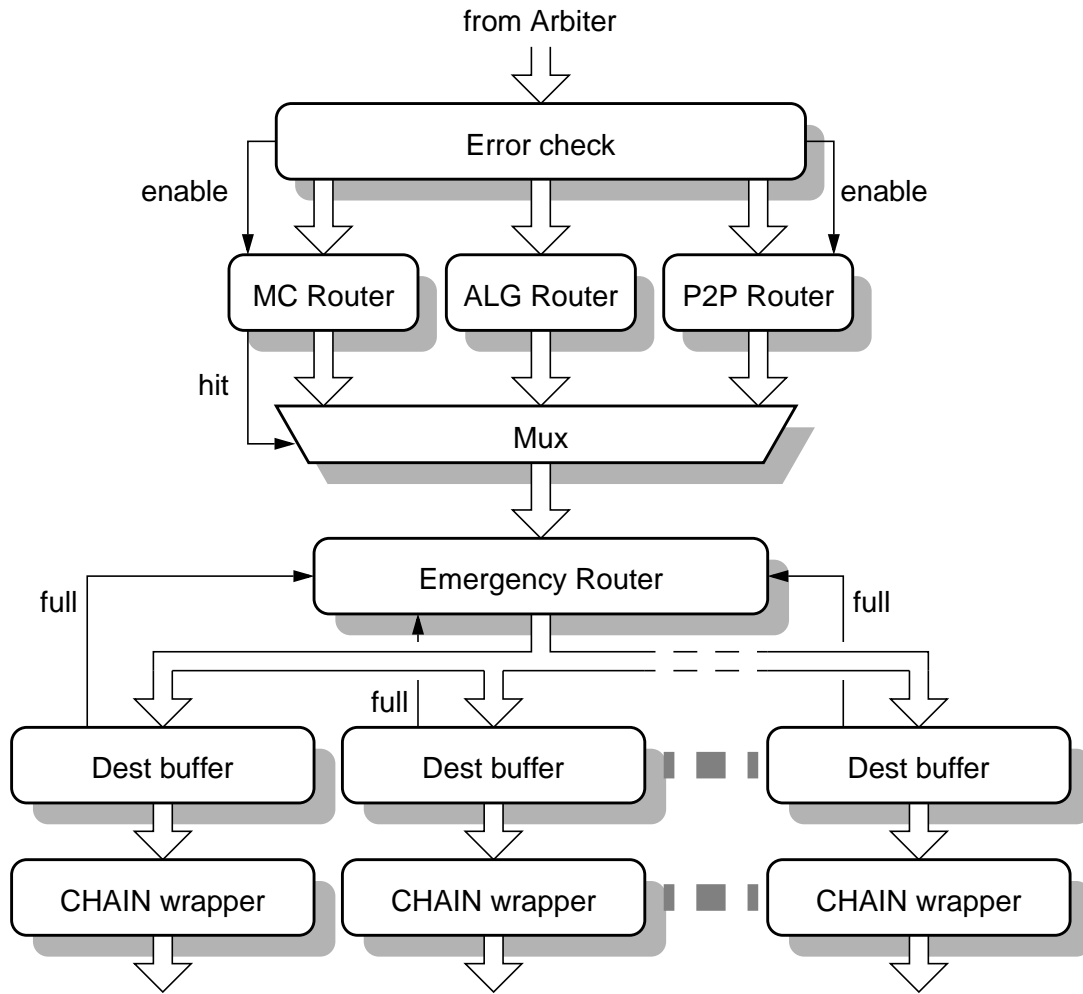 from Arbiter
Error check
enable
enable
MC Router
ALG Router
P2P Router
hit
Mux
Emergency Router
full
full
full
Dest buffer
Dest buffer
Dest buffer
CHAIN wrapper
CHAIN wrapper
CHAIN wrapper